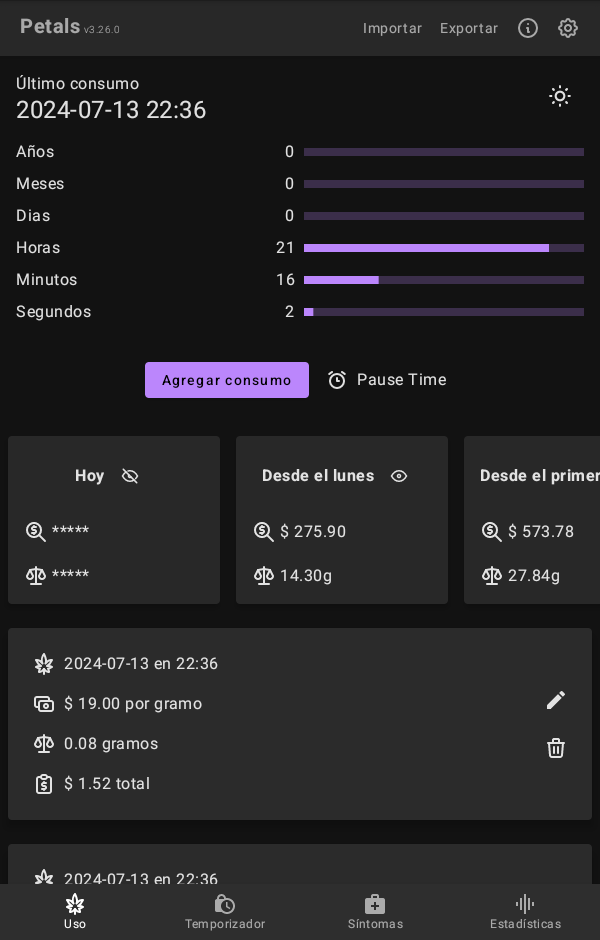 Petals v3.26.0 Importar Exportar
Último consumo
2024-07-13 22:36
Años 0
Meses 0
Dias 0
Horas 21
Minutos 16
Segundos 2
Agregar consumo Pause Time
Hoy Desde el lunes Desde el primer
***** $ 275.90 $ 573.78
***** 14.30g 27.84g
2024-07-13 en 22:36
$ 19.00 por gramo
0.08 gramos
$ 1.52 total
2024-07-13 en 22:36
Uso Temporizador Síntomas Estadísticas